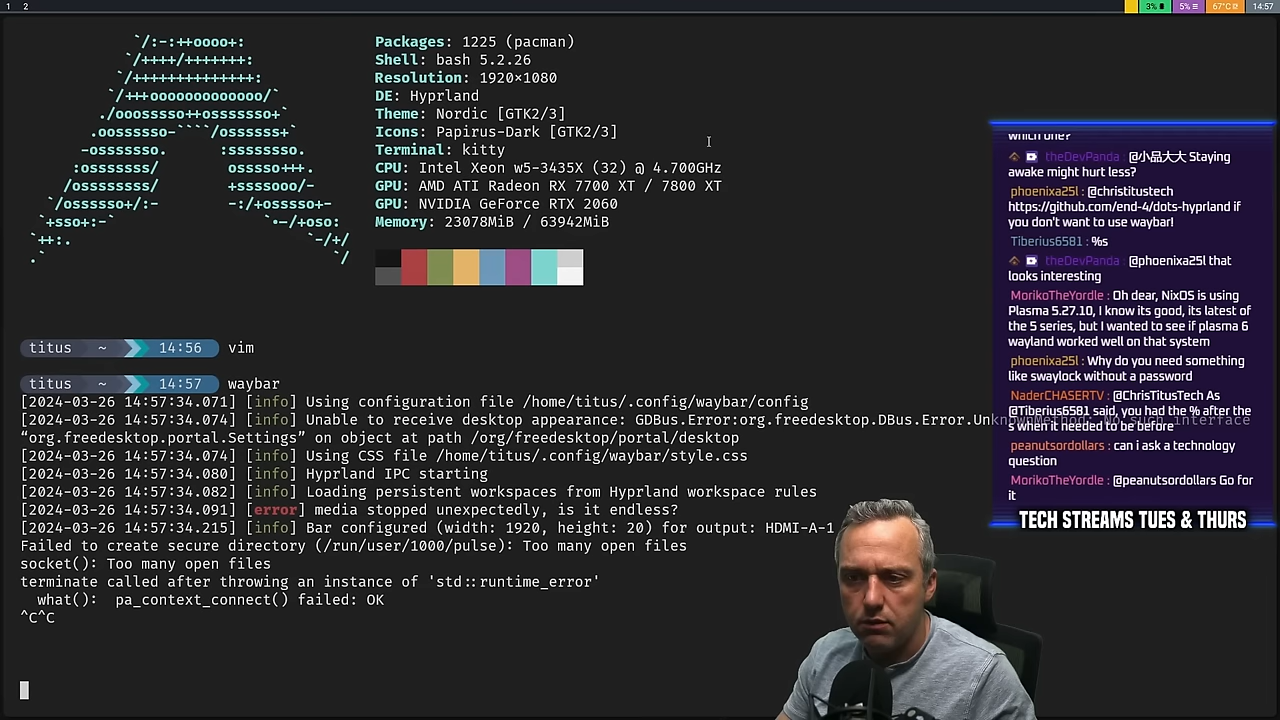 1 2
3% 5% 67°C 14:57
Packages: 1225 (pacman)
Shell: bash 5.2.26
Resolution: 1920×1080
DE: Hyprland
Theme: Nordic [GTK2/3]
Icons: Papirus-Dark [GTK2/3]
Terminal: kitty
CPU: Intel Xeon w5-3435X (32) @ 4.700GHz
GPU: AMD ATI Radeon RX 7700 XT / 7800 XT
GPU: NVIDIA GeForce RTX 2060
Memory: 23078MiB / 63942MiB
titus ~ 14:56 vim
titus ~ 14:57 waybar
[2024-03-26 14:57:34.071] [info] Using configuration file /home/titus/.config/waybar/config
[2024-03-26 14:57:34.074] [info] Unable to receive desktop appearance: GDBus.Error:org.freedesktop.DBus.Error.UnknownMethod: No such interface
“org.freedesktop.portal.Settings” on object at path /org/freedesktop/portal/desktop
[2024-03-26 14:57:34.074] [info] Using CSS file /home/titus/.config/waybar/style.css
[2024-03-26 14:57:34.080] [info] Hyprland IPC starting
[2024-03-26 14:57:34.082] [info] Loading persistent workspaces from Hyprland workspace rules
[2024-03-26 14:57:34.091] [error] media stopped unexpectedly, is it endless?
[2024-03-26 14:57:34.215] [info] Bar configured (width: 1920, height: 20) for output: HDMI-A-1
Failed to create secure directory (/run/user/1000/pulse): Too many open files
socket(): Too many open files
terminate called after throwing an instance of 'std::runtime_error'
what(): pa_context_connect() failed: OK
^C^C
which one?
theDevPanda : @小品大大 Staying
awake might hurt less?
phoenixa25l : @christitustech
https://github.com/end-4/dots-hyprland if
you don't want to use waybar!
Tiberius6581 : %s
theDevPanda : @phoenixa25l that
looks interesting
MorikoTheYordle : Oh dear, NixOS is using
Plasma 5.27.10, I know its good, its latest of
the 5 series, but I wanted to see if plasma 6
wayland worked well on that system
phoenixa25l : Why do you need something
like swaylock without a password
NaderCHASERTV : @ChrisTitusTech As
@Tiberius6581 said, you had the % after the
s when it needed to be before
peanutsordollars : can i ask a technology
question
MorikoTheYordle : @peanutsordollars Go for
it
TECH STREAMS TUES & THURS